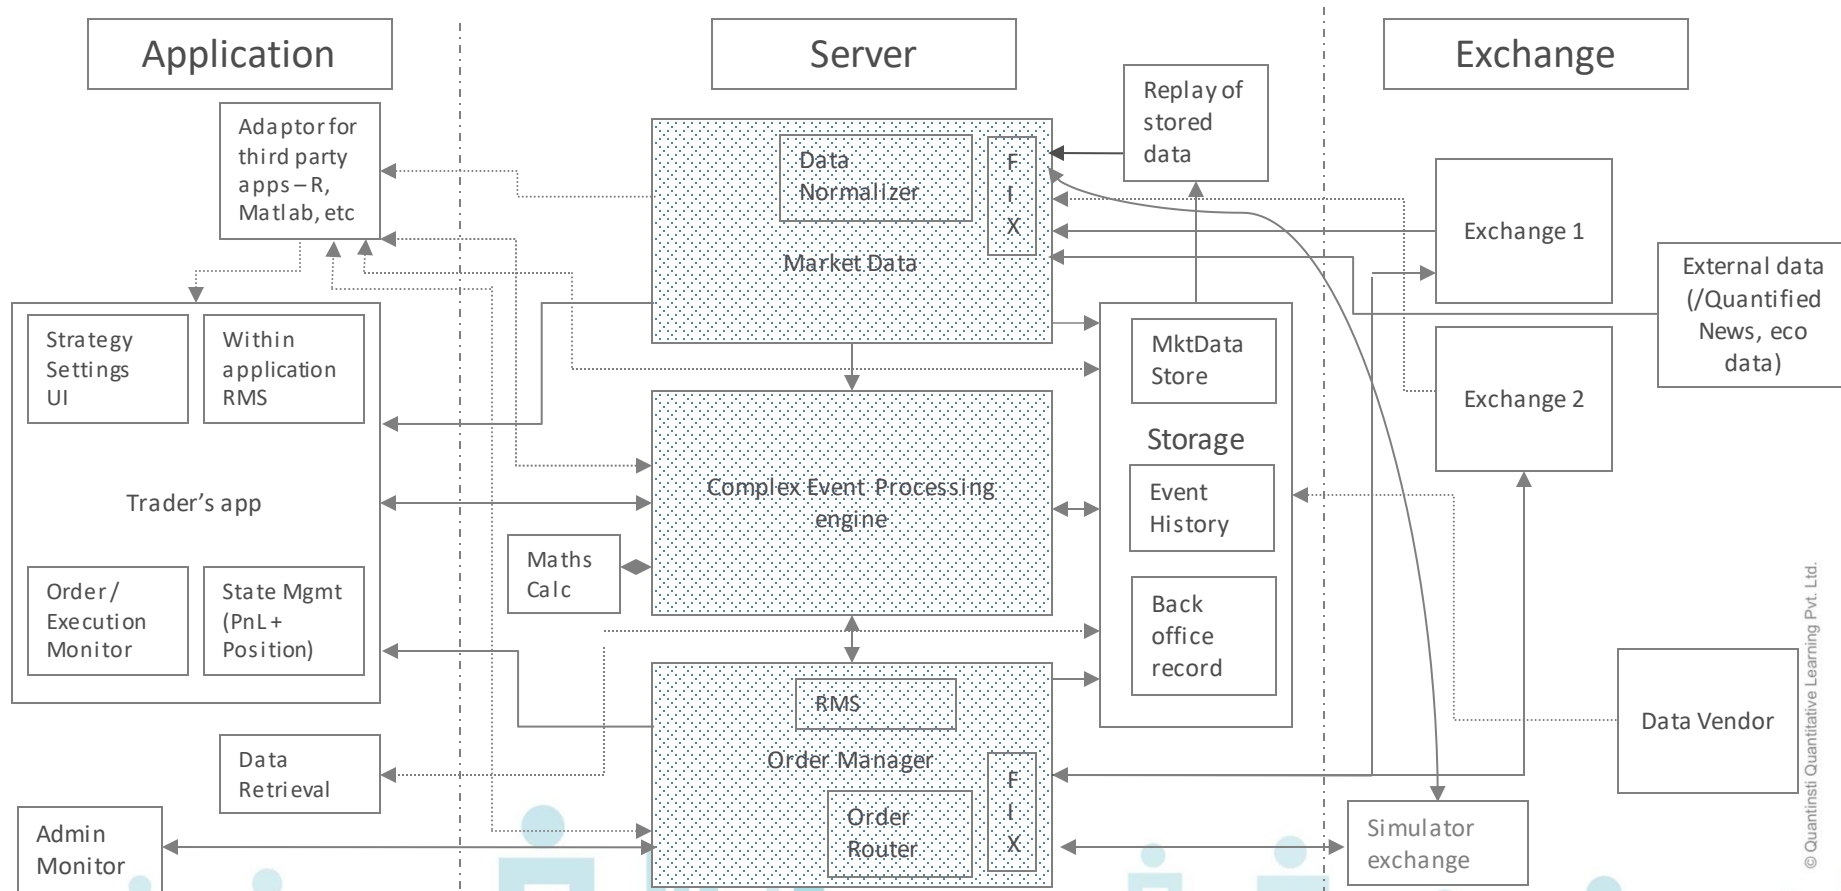 Application
Server
Exchange
Adaptor for
third party
apps – R,
Matlab, etc
Strategy
Settings
UI
Within
application
RMS
Trader's app
Order /
Execution
Monitor
State Mgmt
(PnL +
Position)
Data
Retrieval
Admin
Monitor
Data
Normalizer
F
I
X
Market Data
Replay of
stored
data
Complex Event Processing
engine
Maths
Calc
MktData
Store
Storage
Event
History
Back
office
record
RMS
Order Manager
Order
Router
F
I
X
Exchange 1
Exchange 2
External data
(/Quantified
News, eco
data)
Data Vendor
Simulator
exchange
© Quantinsti Quantitative Learning Pvt. Ltd.